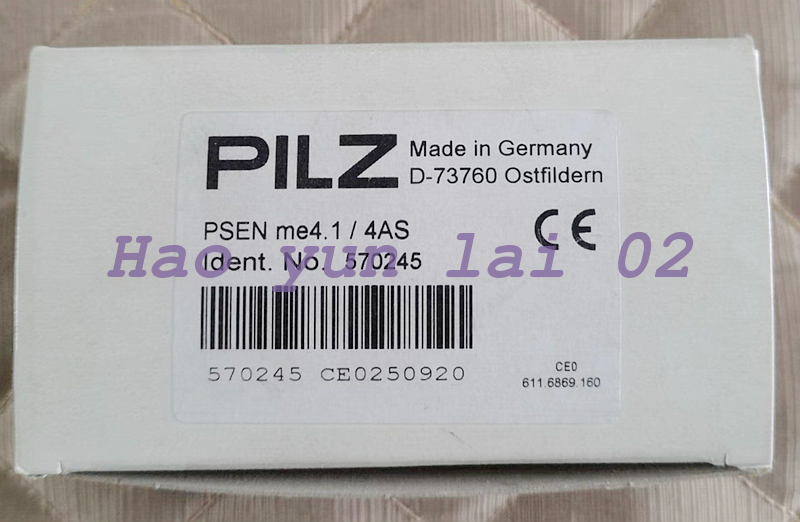 PILZ
Made in Germany
D-73760 Ostfildern
PSEN me4.1 / 4AS
CE
Ident. No. 570245
Hao yun lai 02
570245 CE0250920
CE0
611.6869.160